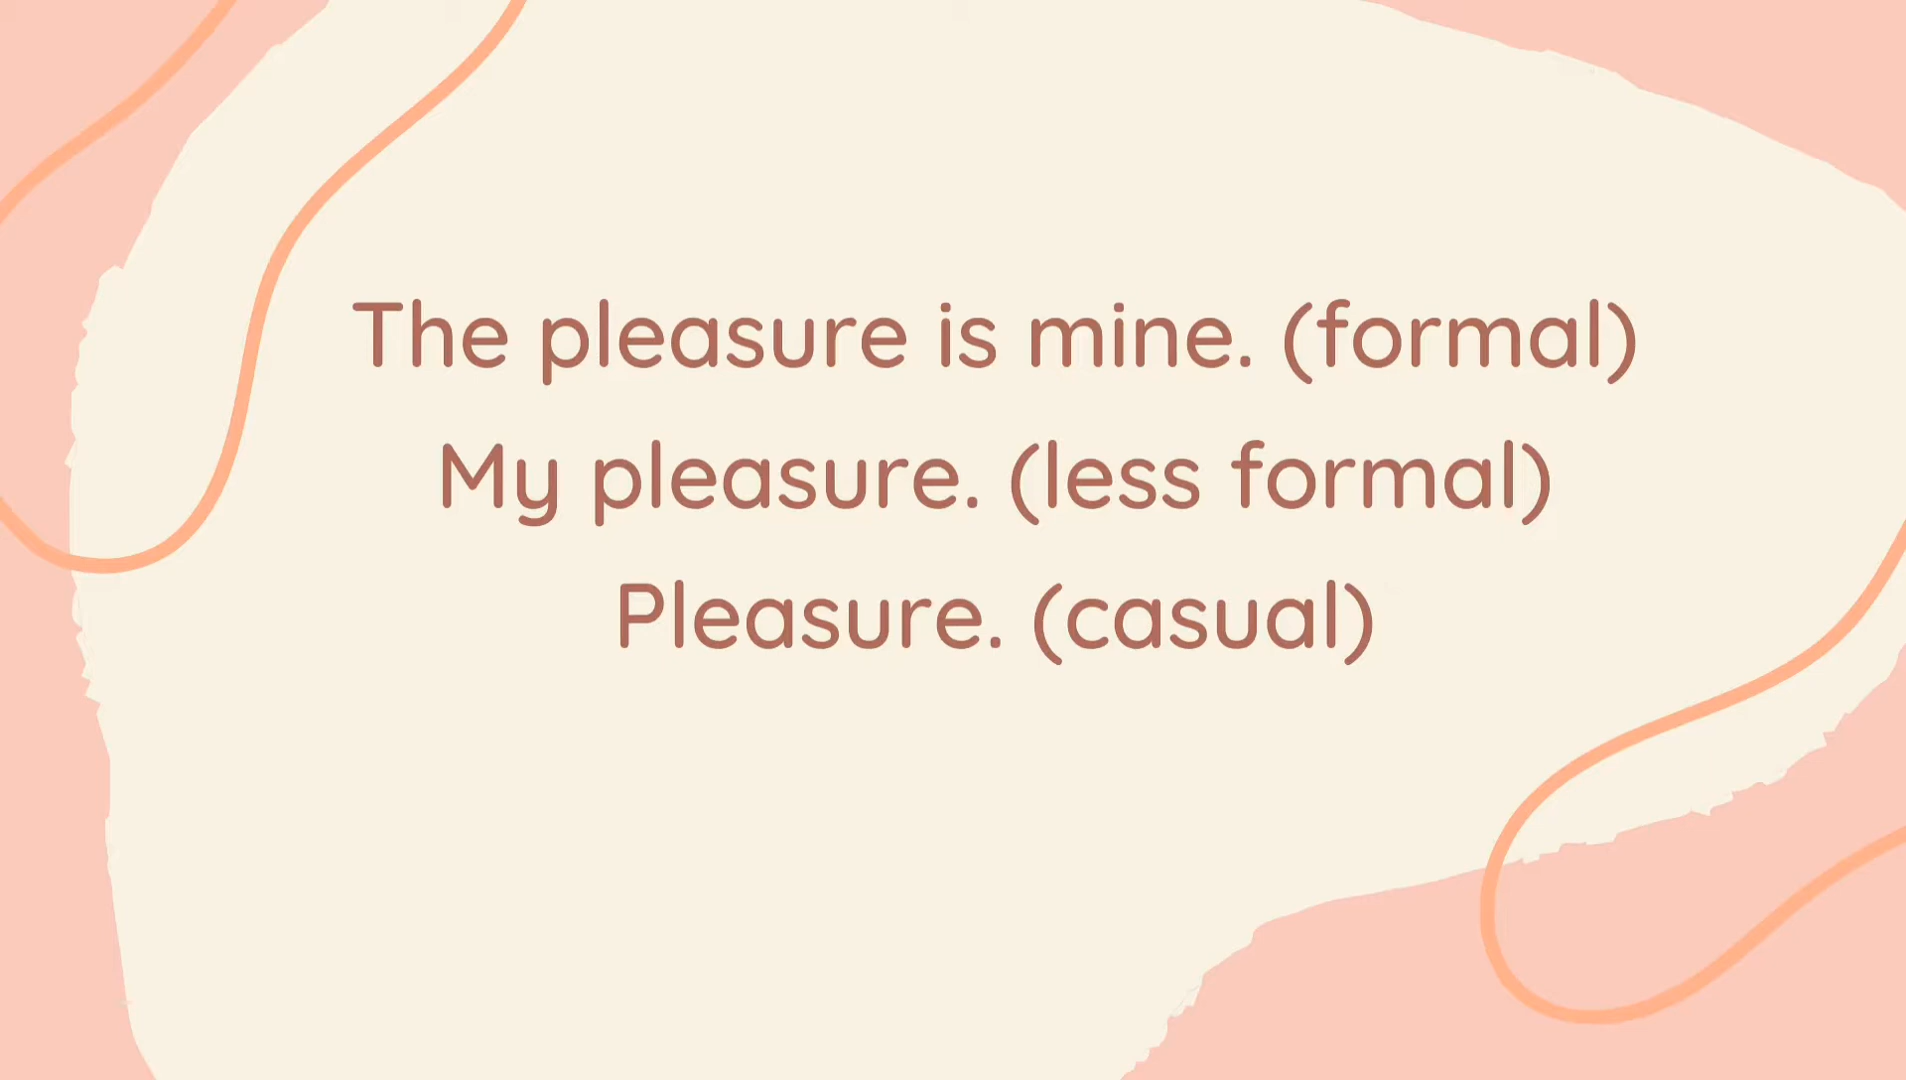 The pleasure is mine. (formal)
My pleasure. (less formal)
Pleasure. (casual)